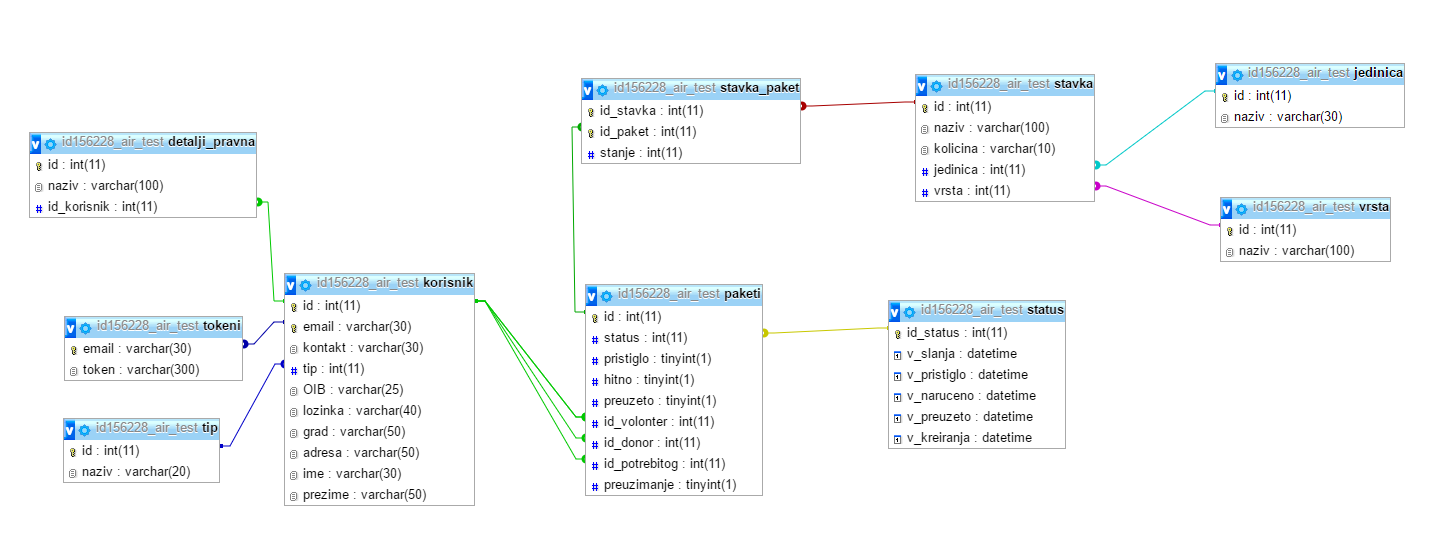 id156228_air_test detalji_pravna
id : int(11)
naziv : varchar(100)
id_korisnik : int(11)
id156228_air_test tokeni
email : varchar(30)
token : varchar(300)
id156228_air_test tip
id : int(11)
naziv : varchar(20)
id156228_air_test korisnik
id : int(11)
email : varchar(30)
kontakt : varchar(30)
tip : int(11)
OIB : varchar(25)
lozinka : varchar(40)
grad : varchar(50)
adresa : varchar(50)
ime : varchar(30)
prezime : varchar(50)
id156228_air_test stavka_paket
id_stavka : int(11)
id_paket : int(11)
stanje : int(11)
id156228_air_test paketi
id : int(11)
status : int(11)
pristiglo : tinyint(1)
hitno : tinyint(1)
preuzeto : tinyint(1)
id_volonter : int(11)
id_donor : int(11)
id_potrebitog : int(11)
preuzimanje : tinyint(1)
id156228_air_test stavka
id : int(11)
naziv : varchar(100)
kolicina : varchar(10)
jedinica : int(11)
vrsta : int(11)
id156228_air_test status
id_status : int(11)
v_slanja : datetime
v_pristiglo : datetime
v_naruceno : datetime
v_preuzeto : datetime
v_kreiranja : datetime
id156228_air_test jedinica
id : int(11)
naziv : varchar(30)
id156228_air_test vrsta
id : int(11)
naziv : varchar(100)